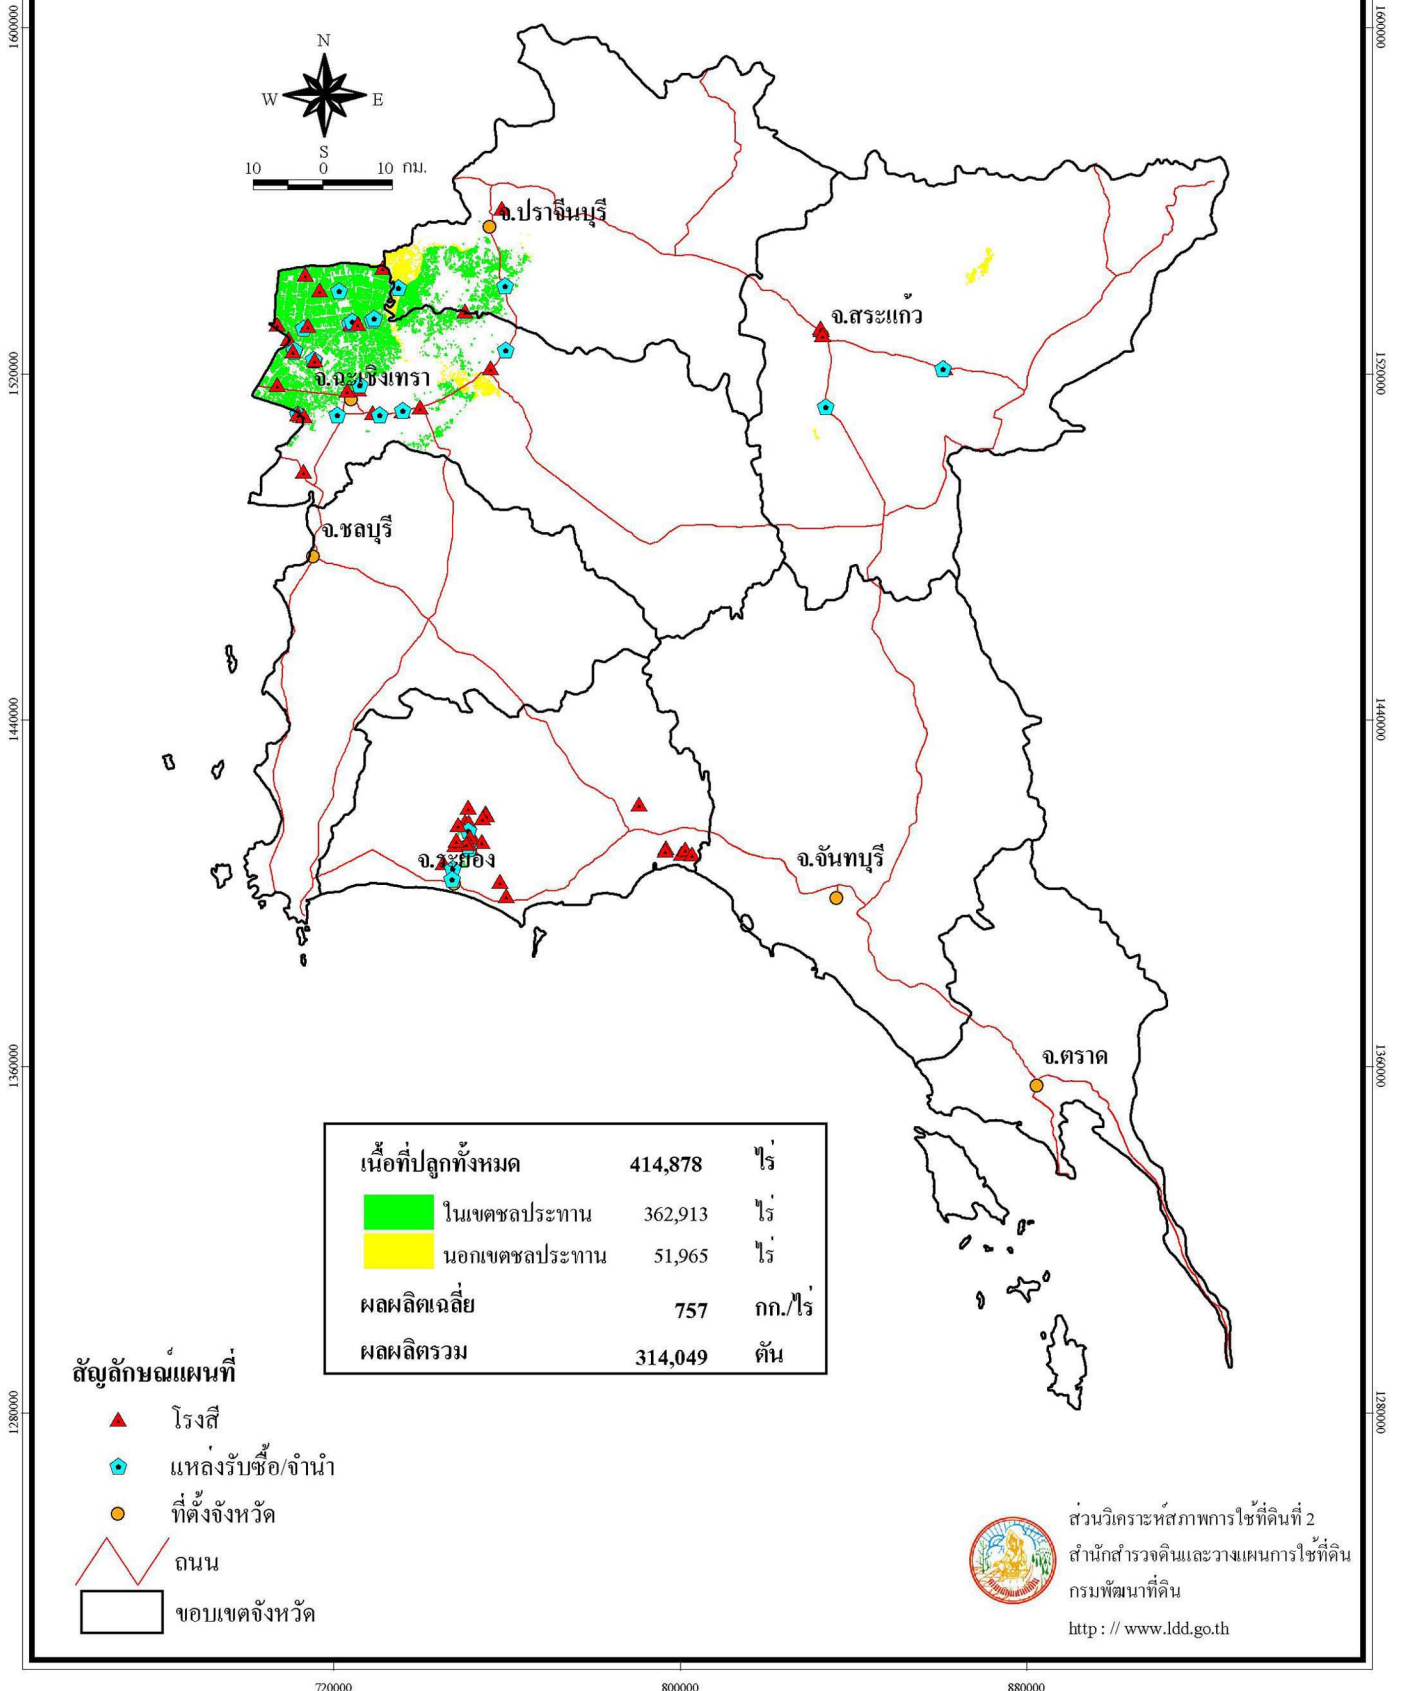 1600000
1600000
N
W
E
S
10
0
10
กม.
จ.ปราจีนบุรี
จ.สระแก้ว
1520000
1520000
จ.ฉะเชิงเทรา
จ.ชลบุรี
1440000
1440000
จ.ระยอง
จ.จันทบุรี
จ.ตราด
1360000
1360000
เนื้อที่ปลูกทั้งหมด 414,878 ไร่
ในเขตชลประทาน 362,913 ไร่
นอกเขตชลประทาน 51,965 ไร่
ผลผลิตเฉลี่ย 757 กก./ไร่
ผลผลิตรวม 314,049 ตัน
สัญลักษณ์แผนที่
โรงสี
แหล่งรับซื้อ/จำนำ
ที่ตั้งจังหวัด
ถนน
ขอบเขตจังหวัด
1280000
1280000
ส่วนวิเคราะห์สภาพการใช้ที่ดินที่ 2
สำนักสำรวจดินและวางแผนการใช้ที่ดิน
กรมพัฒนาที่ดิน
http : // www.ldd.go.th
720000
800000
880000